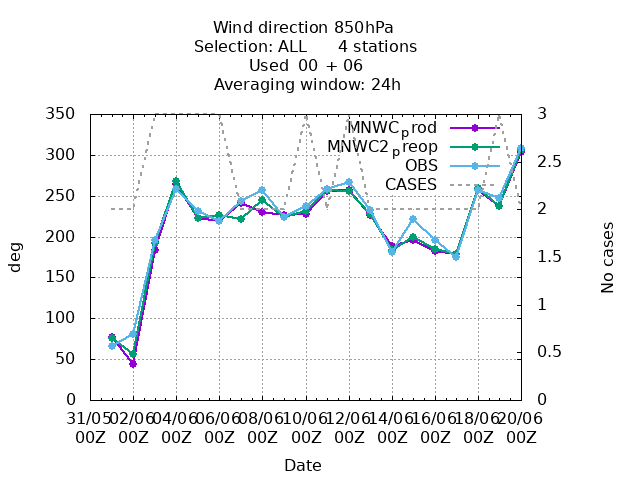 Wind direction 850hPa
Selection: ALL 4 stations
Used 00 + 06
Averaging window: 24h
350 3
MNWC_prod
300 MNWC2_preop 2.5
OBS
250 CASES
2
200
deg 1.5 No cases
150
1
100
50 0.5
0 0
31/05 02/06 04/06 06/06 08/06 10/06 12/06 14/06 16/06 18/06 20/06
00Z 00Z 00Z 00Z 00Z 00Z 00Z 00Z 00Z 00Z 00Z
Date